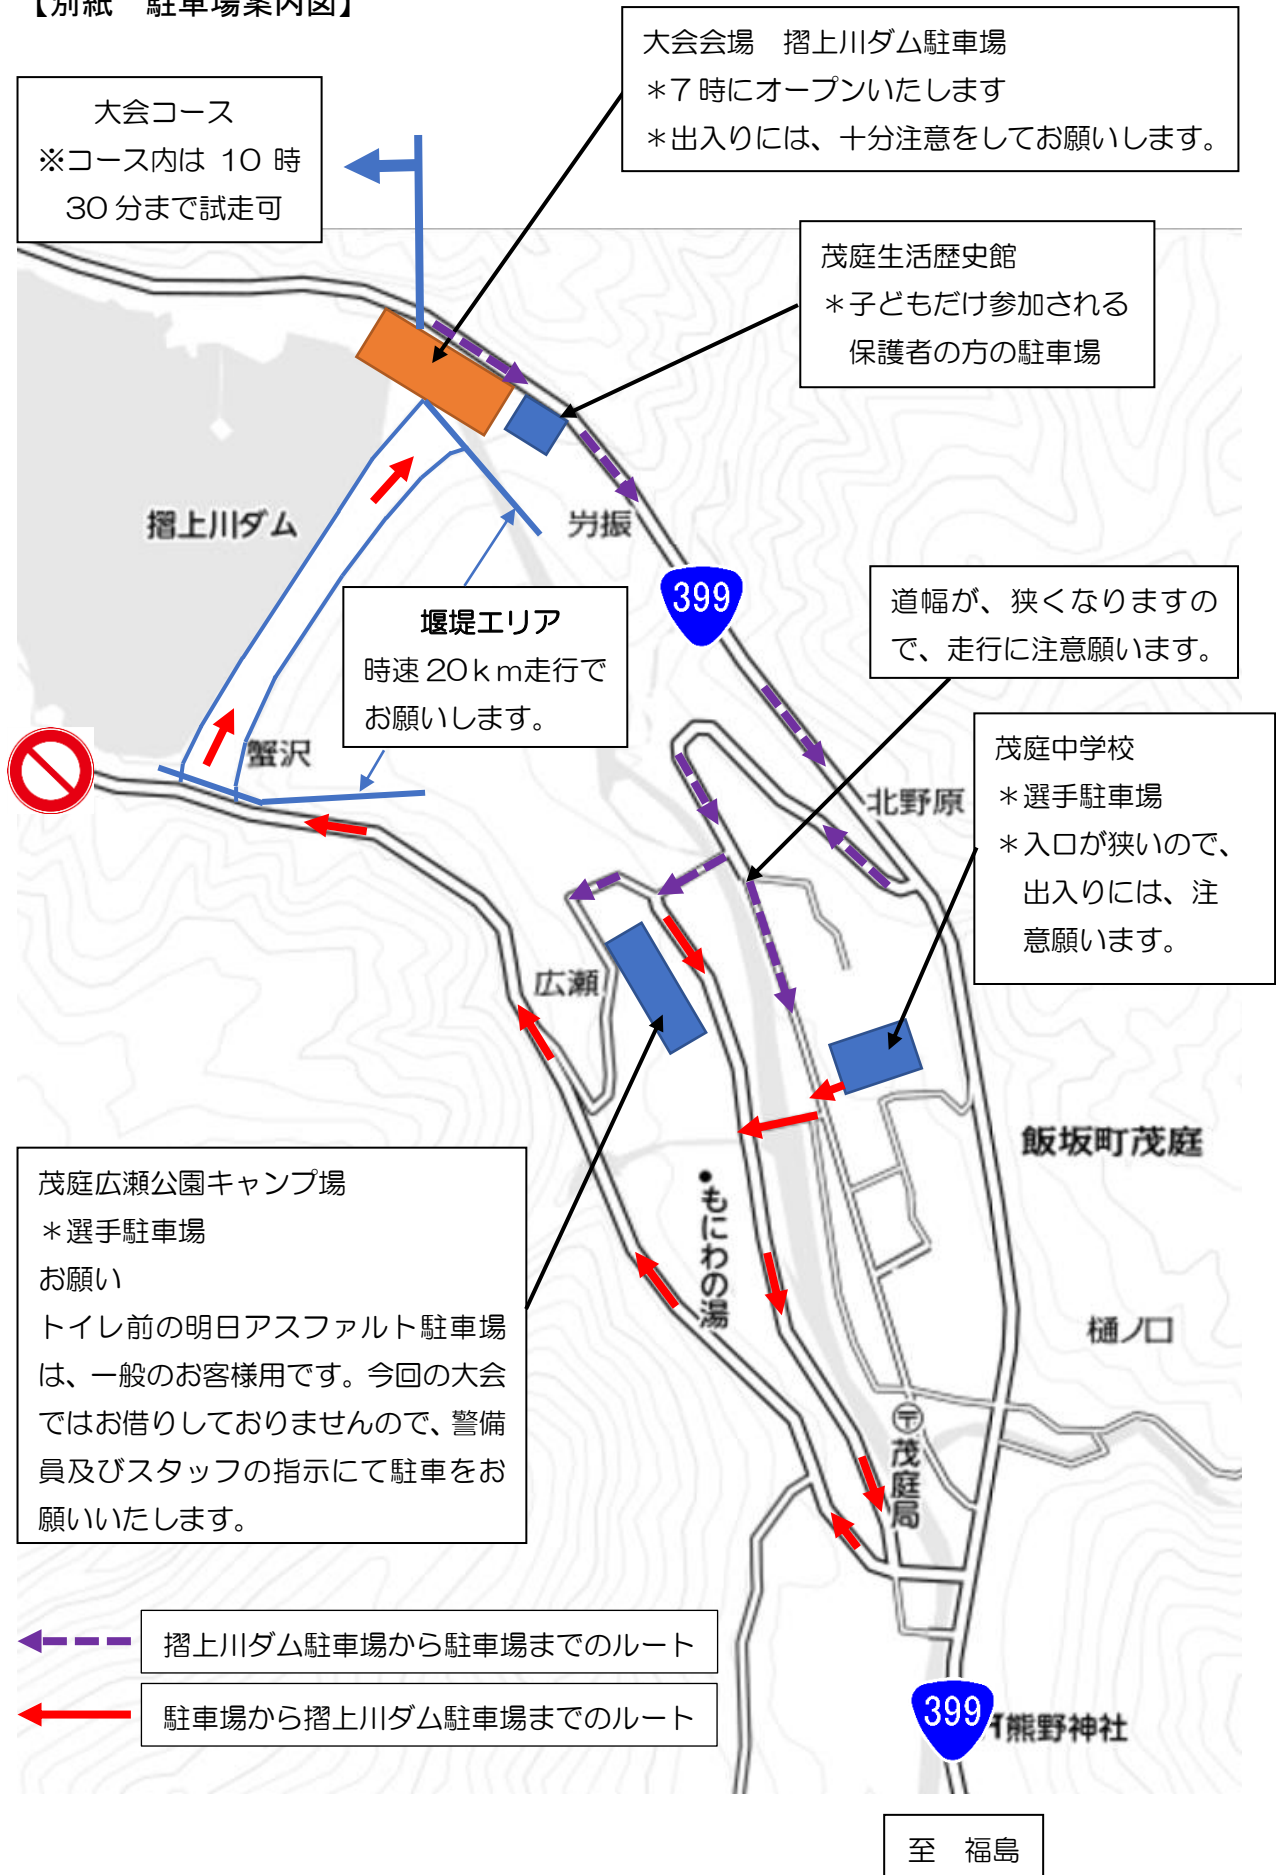 【別紙　駐車場案内図】
大会会場　摺上川ダム駐車場
＊7時にオープンいたします
＊出入りには、十分注意をしてお願いします。
大会コース
※コース内は 10 時
30 分まで試走可
茂庭生活歴史館
＊子どもだけ参加される
保護者の方の駐車場
摺上川ダム
399
堰堤エリア
時速 20ｋｍ走行で
お願いします。
道幅が、狭くなりますの
で、走行に注意願います。
蟹沢
北野原
茂庭中学校
＊選手駐車場
＊入口が狭いので、
出入りには、注
意願います。
広瀬
飯坂町茂庭
茂庭広瀬公園キャンプ場
＊選手駐車場
お願い
トイレ前の明日アスファルト駐車場
は、一般のお客様用です。今回の大会
ではお借りしておりませんので、警備
員及びスタッフの指示にて駐車をお
願いいたします。
もにわの湯
樋ノ口
〒
茂庭局
摺上川ダム駐車場から駐車場までのルート
駐車場から摺上川ダム駐車場までのルート
399
熊野神社
至　福島